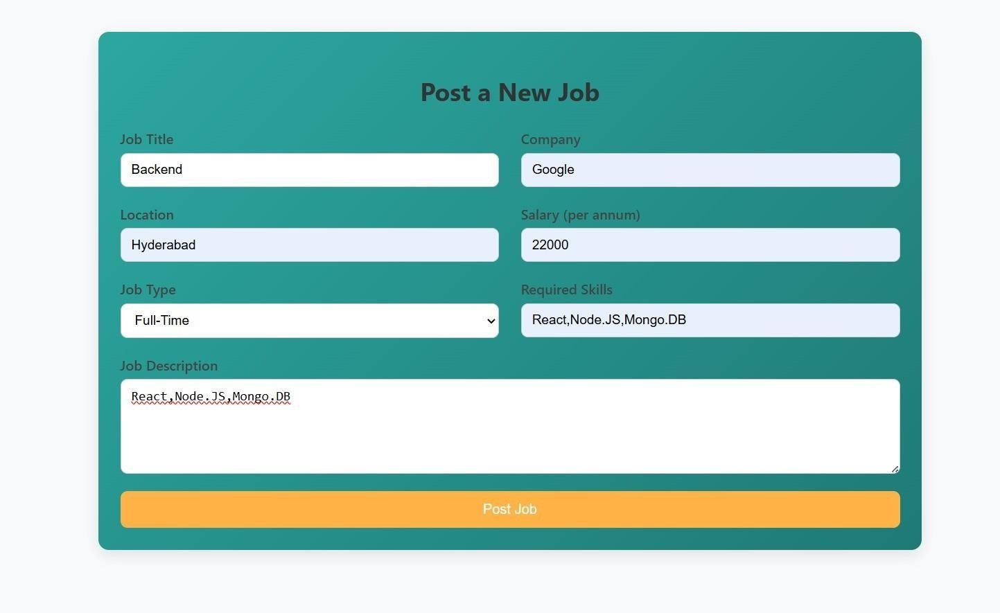 Post a New Job
Job Title
Company
Backend
Google
Location
Salary (per annum)
Hyderabad
22000
Job Type
Required Skills
Full-Time
React,Node.JS,Mongo.DB
Job Description
React,Node.JS,Mongo.DB
Post Job